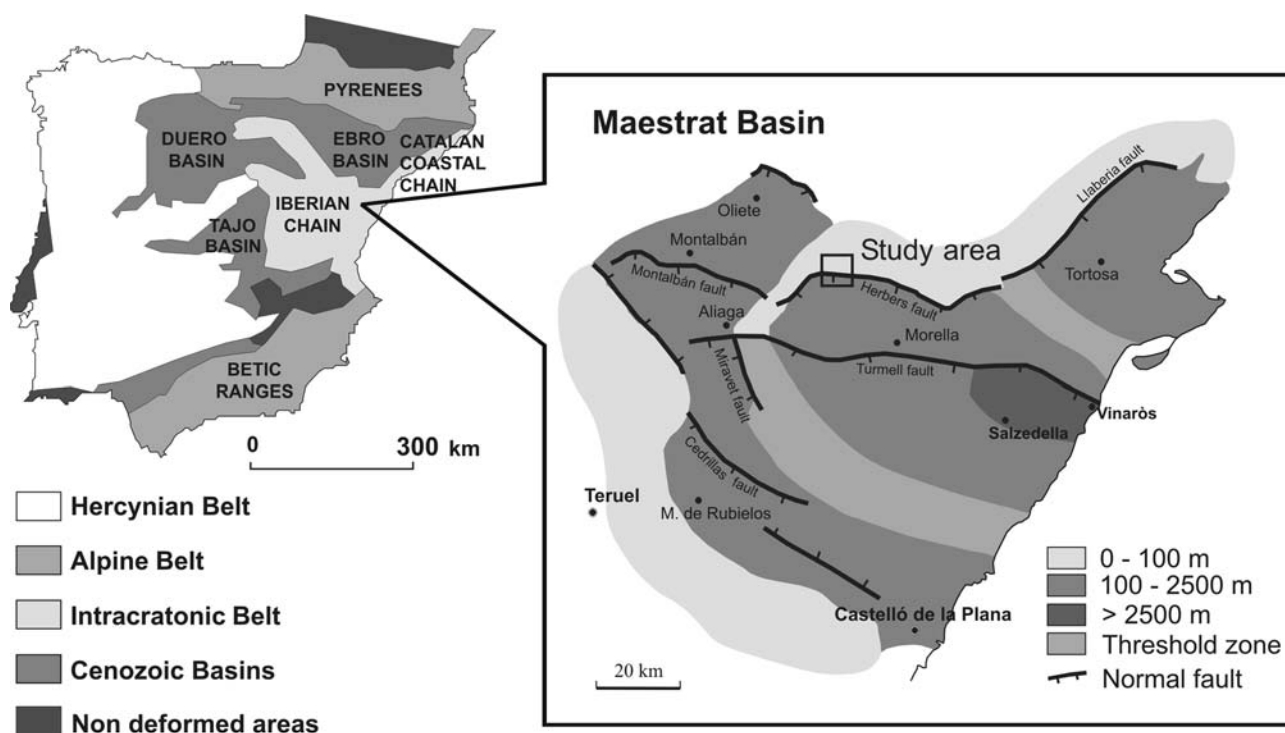 PYRENEES
DUERO
BASIN
EBRO
BASIN
CATALAN
COASTAL
CHAIN
IBERIAN
CHAIN
TAJO
BASIN
BETIC
RANGES
0 300 km
Hercynian Belt
Alpine Belt
Intracratonic Belt
Cenozoic Basins
Non deformed areas
Maestrat Basin
Oliete
Montalbán
Montalbán fault
Study area
Llaberia fault
Tortosa
Herbers fault
Aliaga
Morella
Miravet fault
Turmell fault
Vinaròs
Salzedella
Cedrillas fault
Teruel
M. de Rubielos
Castelló de la Plana
20 km
0 - 100 m
100 - 2500 m
> 2500 m
Threshold zone
Normal fault